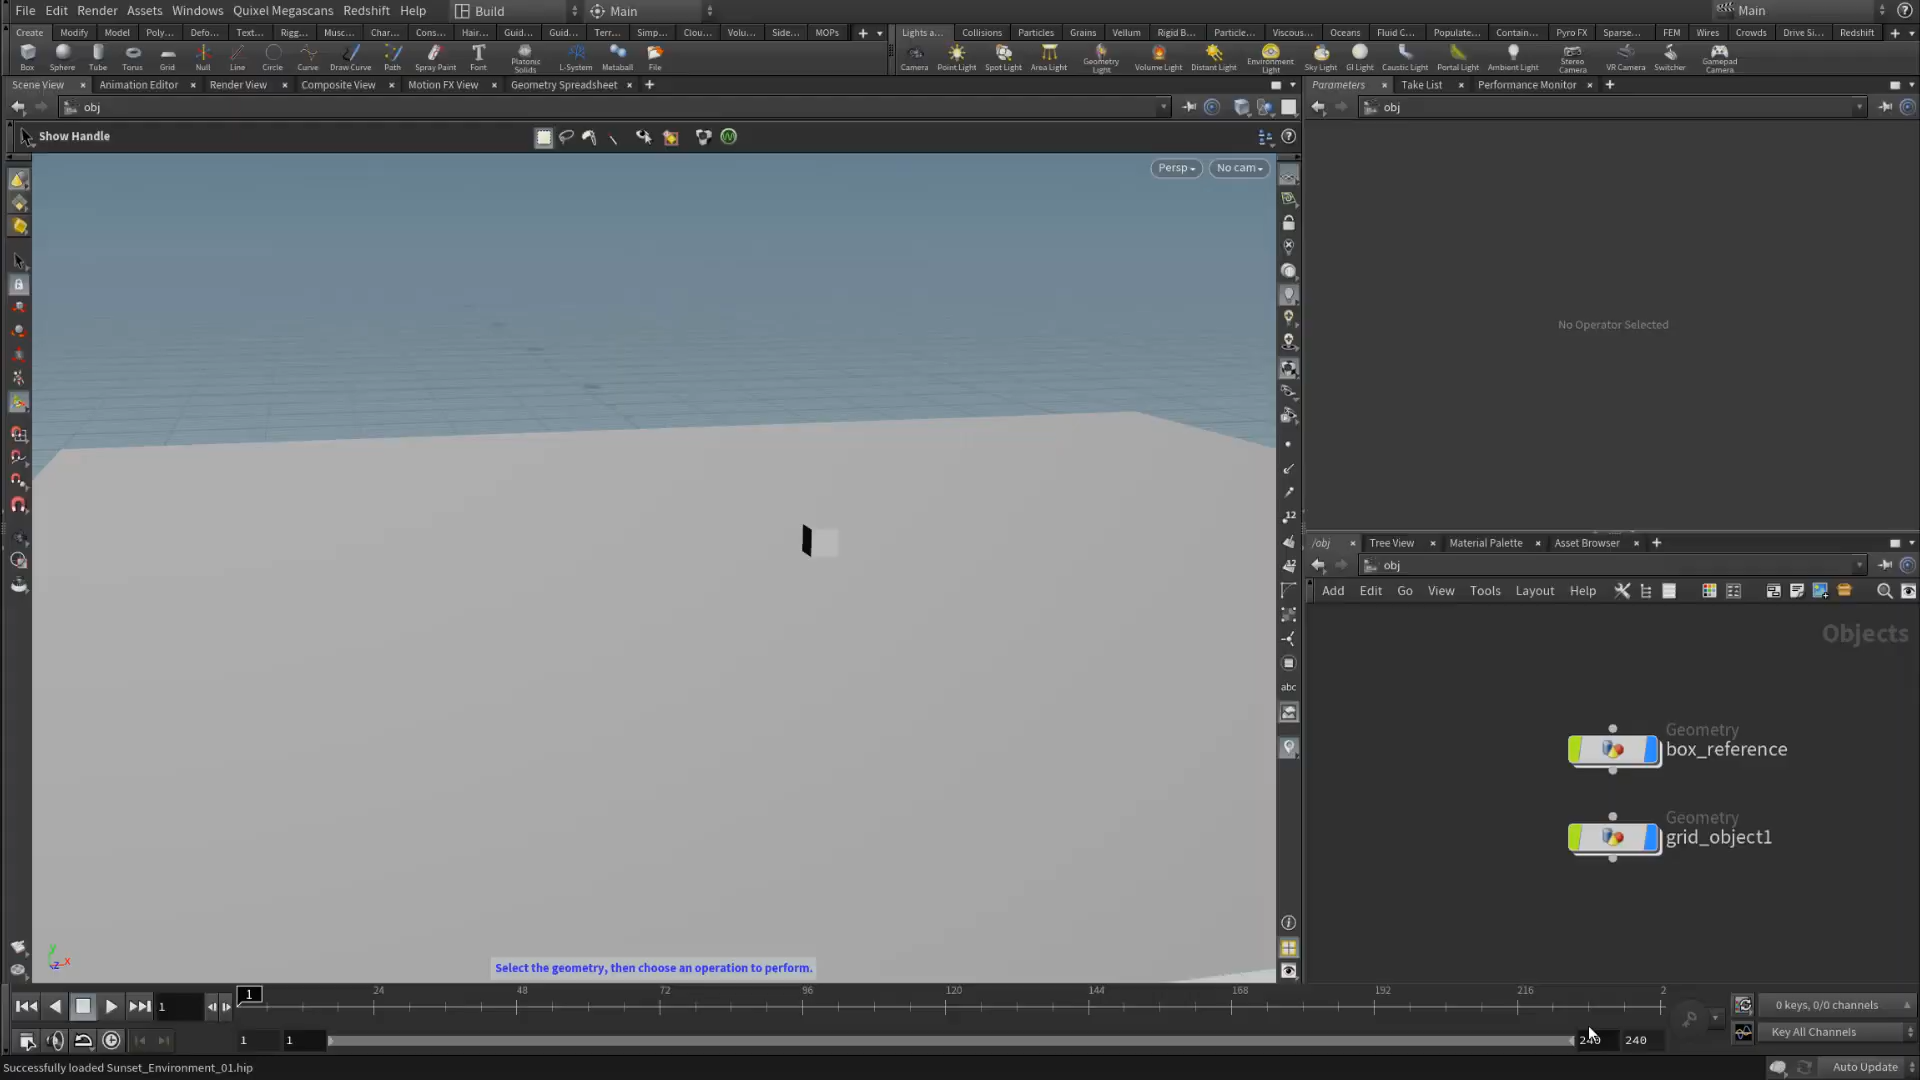 File Edit Render Assets Windows Quixel Megascans Redshift Help Build Main Main
Create Modify Model Poly... Defo... Text... Rigg... Musc... Char... Cons... Hair... Guid... Guid... Terr... Simp... Clou... Volu... Side... MOPs
Lights a... Collisions Particles Grains Vellum Rigid B... Particle... Viscous... Oceans Fluid C... Populate... Contain... Pyro FX Sparse... FEM Wires Crowds Drive Si... Redshift
Box Sphere Tube Torus Grid Null Line Circle Curve Draw Curve Path Spray Paint Font Platonic Solids L-System Metaball File
Camera Point Light Spot Light Area Light Geometry Light Volume Light Distant Light Environment Light Sky Light GI Light Caustic Light Portal Light Ambient Light Stereo Camera VR Camera Switcher Gamepad Camera
Scene View Animation Editor Render View Composite View Motion FX View Geometry Spreadsheet
Parameters Take List Performance Monitor
obj
obj
Show Handle
Persp No cam
No Operator Selected
12
12
abc
/obj Tree View Material Palette Asset Browser
obj
Add Edit Go View Tools Layout Help
Objects
Geometry
box_reference
Geometry
grid_object1
y
x
z
Select the geometry, then choose an operation to perform.
1
1 24 48 72 96 120 144 168 192 216 2
0 keys, 0/0 channels
1 1 240 240
Key All Channels
Successfully loaded Sunset_Environment_01.hip
Auto Update